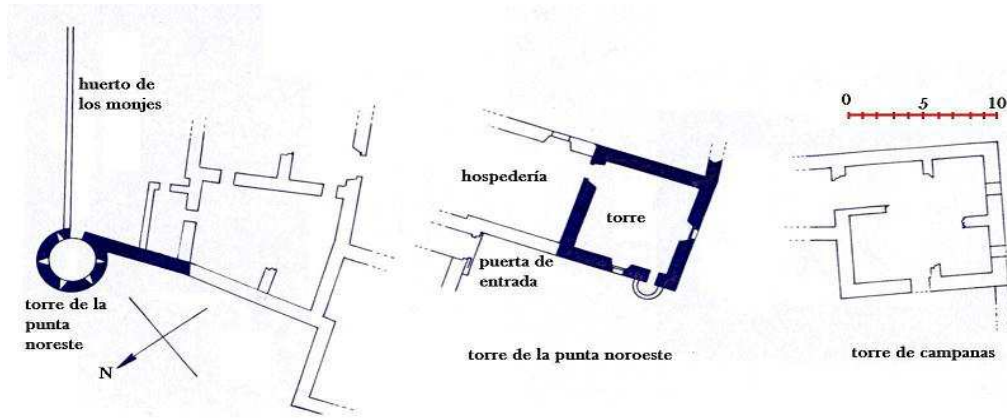 huerto de
los monjes
torre de la
punta
noreste
N
hospedería
torre
puerta de
entrada
torre de la punta noroeste
0 5 10
torre de campanas